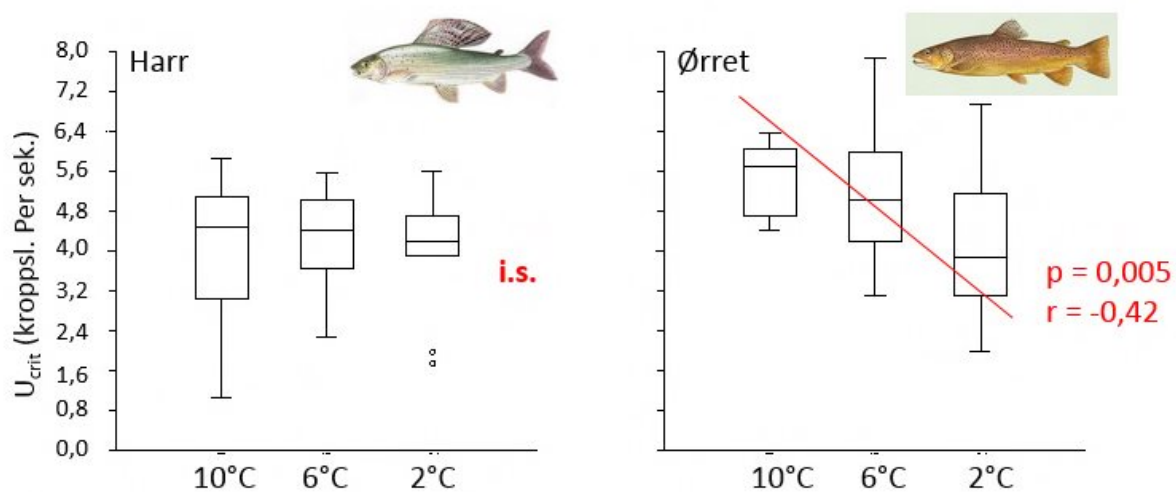 Harr
Ørret
U_crit (kroppsl. Per sek.)
8,0
7,2
6,4
5,6
4,8
4,0
3,2
2,4
1,6
0,8
0,0
i.s.
p = 0,005
r = -0,42
10°C 6°C 2°C
10°C 6°C 2°C